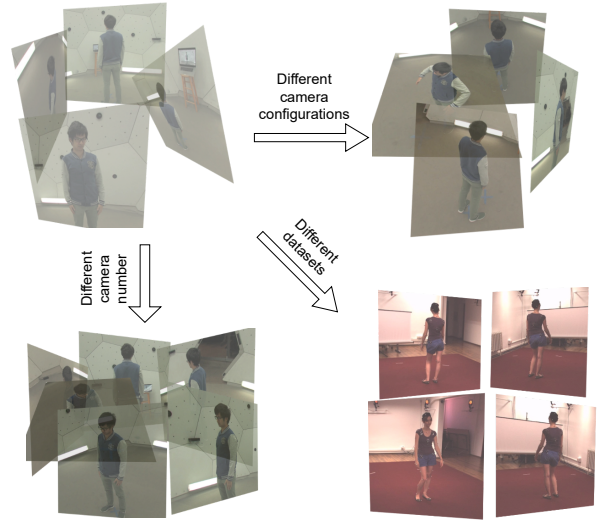 Different
camera
configurations
Different
datasets
Different
camera
number